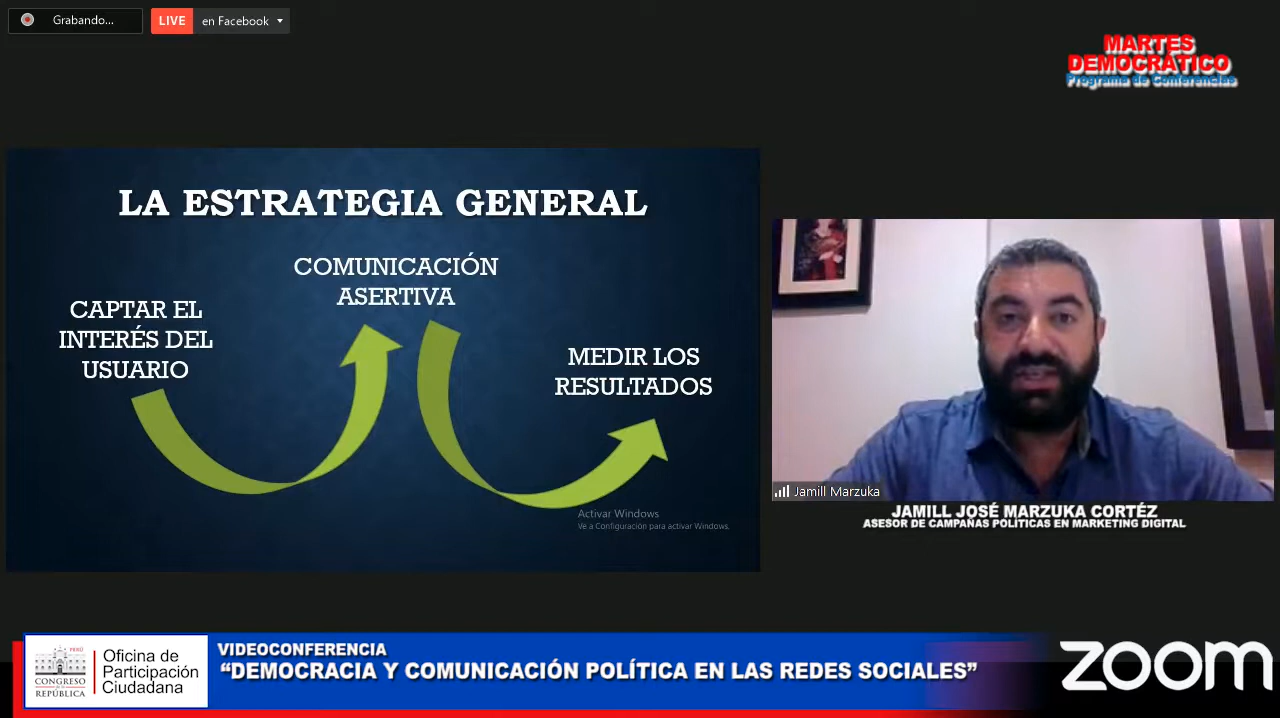 Grabando...
LIVE en Facebook
MARTES
DEMOCRÁTICO
Programa de Conferencias
LA ESTRATEGIA GENERAL
COMUNICACIÓN
ASERTIVA
CAPTAR EL
INTERÉS DEL
USUARIO
MEDIR LOS
RESULTADOS
Activar Windows
Ve a Configuración para activar Windows.
Jamill Marzuka
JAMILL JOSÉ MARZUKA CORTÉZ
ASESOR DE CAMPAÑAS POLÍTICAS EN MARKETING DIGITAL
PERÚ
CONGRESO
de la
REPÚBLICA
Oficina de
Participación
Ciudadana
VIDEOCONFERENCIA
“DEMOCRACIA Y COMUNICACIÓN POLÍTICA EN LAS REDES SOCIALES”
zoom